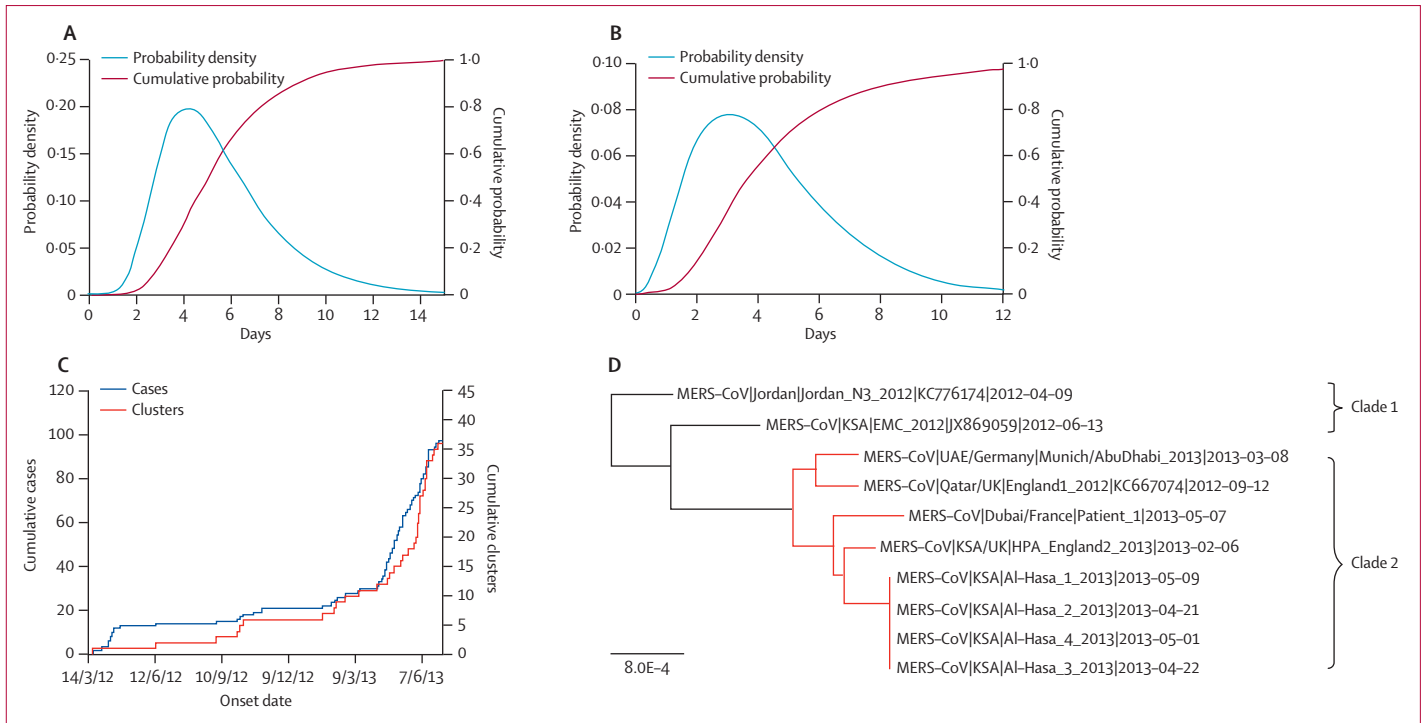 A
Probability density
Cumulative probability
0·25
0·20
0·15
0·10
0·05
0
Probability density
1·0
0·8
0·6
0·4
0·2
0
Cumulative probability
0 2 4 6 8 10 12 14
Days
B
Probability density
Cumulative probability
0·10
0·08
0·06
0·04
0·02
0
Probability density
1·0
0·8
0·6
0·4
0·2
0
Cumulative probability
0 2 4 6 8 10 12
Days
C
Cases
Clusters
120
100
80
60
40
20
0
Cumulative cases
45
40
35
30
25
20
15
10
5
0
Cumulative clusters
14/3/12 12/6/12 10/9/12 9/12/12 9/3/13 7/6/13
Onset date
D
MERS–CoV|Jordan|Jordan_N3_2012|KC776174|2012–04–09
MERS–CoV|KSA|EMC_2012|JX869059|2012–06–13
MERS–CoV|UAE/Germany|Munich/AbuDhabi_2013|2013-03-08
MERS–CoV|Qatar/UK|England1_2012|KC667074|2012–09–12
MERS–CoV|Dubai/France|Patient_1|2013–05–07
MERS–CoV|KSA/UK|HPA_England2_2013|2013–02–06
MERS–CoV|KSA|Al–Hasa_1_2013|2013–05–09
MERS–CoV|KSA|Al–Hasa_2_2013|2013–04–21
MERS–CoV|KSA|Al–Hasa_4_2013|2013–05–01
MERS–CoV|KSA|Al–Hasa_3_2013|2013–04–22
Clade 1
Clade 2
8.0E–4